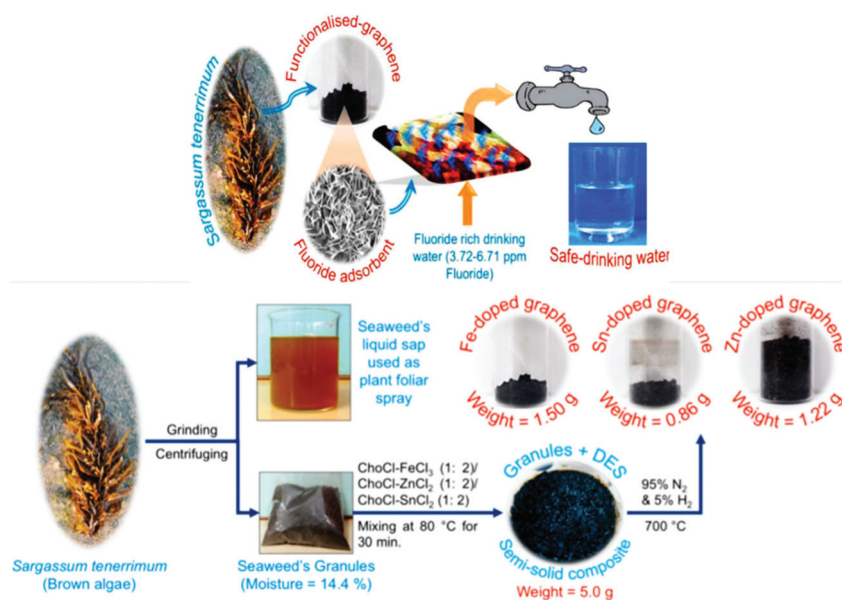 Sargassum tenerrimum
Functionalised-graphene
Fluoride adsorbent
Fluoride rich drinking
water (3.72-6.71 ppm
Fluoride)
Safe-drinking water
Sargassum tenerrimum
(Brown algae)
Grinding
Centrifuging
Seaweed's
liquid sap
used as
plant foliar
spray
Seaweed's Granules
(Moisture = 14.4 %)
ChoCl-FeCl₃ (1: 2)/
ChoCl-ZnCl₂ (1: 2)/
ChoCl-SnCl₂ (1: 2)
Mixing at 80 °C for
30 min.
Granules + DES
Semi-solid composite
Weight = 5.0 g
95% N₂
& 5% H₂
700 °C
Fe-doped graphene
Weight = 1.50 g
Sn-doped graphene
Weight = 0.86 g
Zn-doped graphene
Weight = 1.22 g